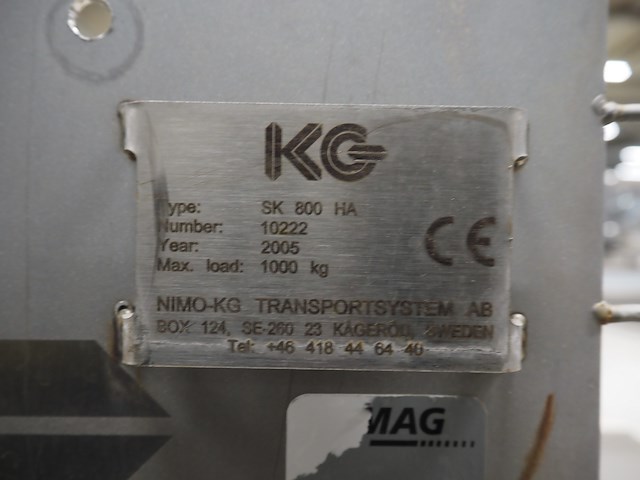 KG
Type: SK 800 HA
Number: 10222
Year: 2005
Max. load: 1000 kg
CE
NIMO-KG TRANSPORTSYSTEM AB
BOX 124, SE-260 23 KÅGERÖD, SWEDEN
Tel: +46 418 44 64 40
MAG